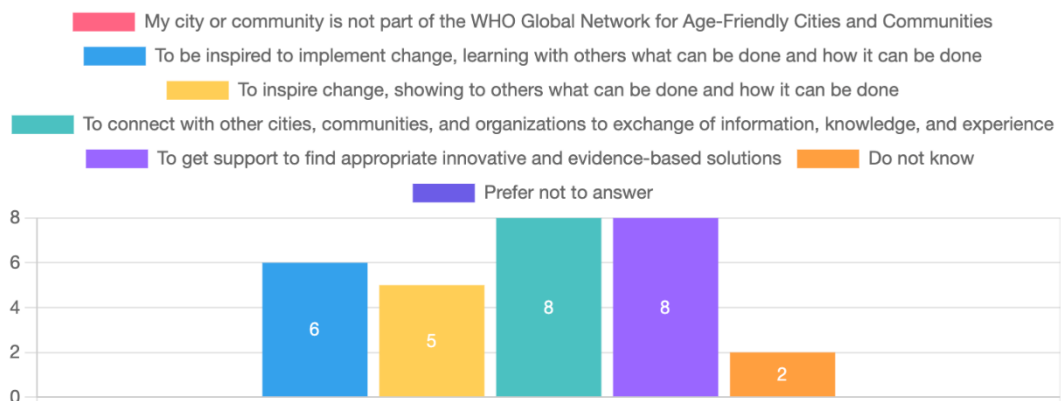 My city or community is not part of the WHO Global Network for Age-Friendly Cities and Communities
To be inspired to implement change, learning with others what can be done and how it can be done
To inspire change, showing to others what can be done and how it can be done
To connect with other cities, communities, and organizations to exchange of information, knowledge, and experience
To get support to find appropriate innovative and evidence-based solutions Do not know
Prefer not to answer
8
6
4
2
0
6
5
8
8
2